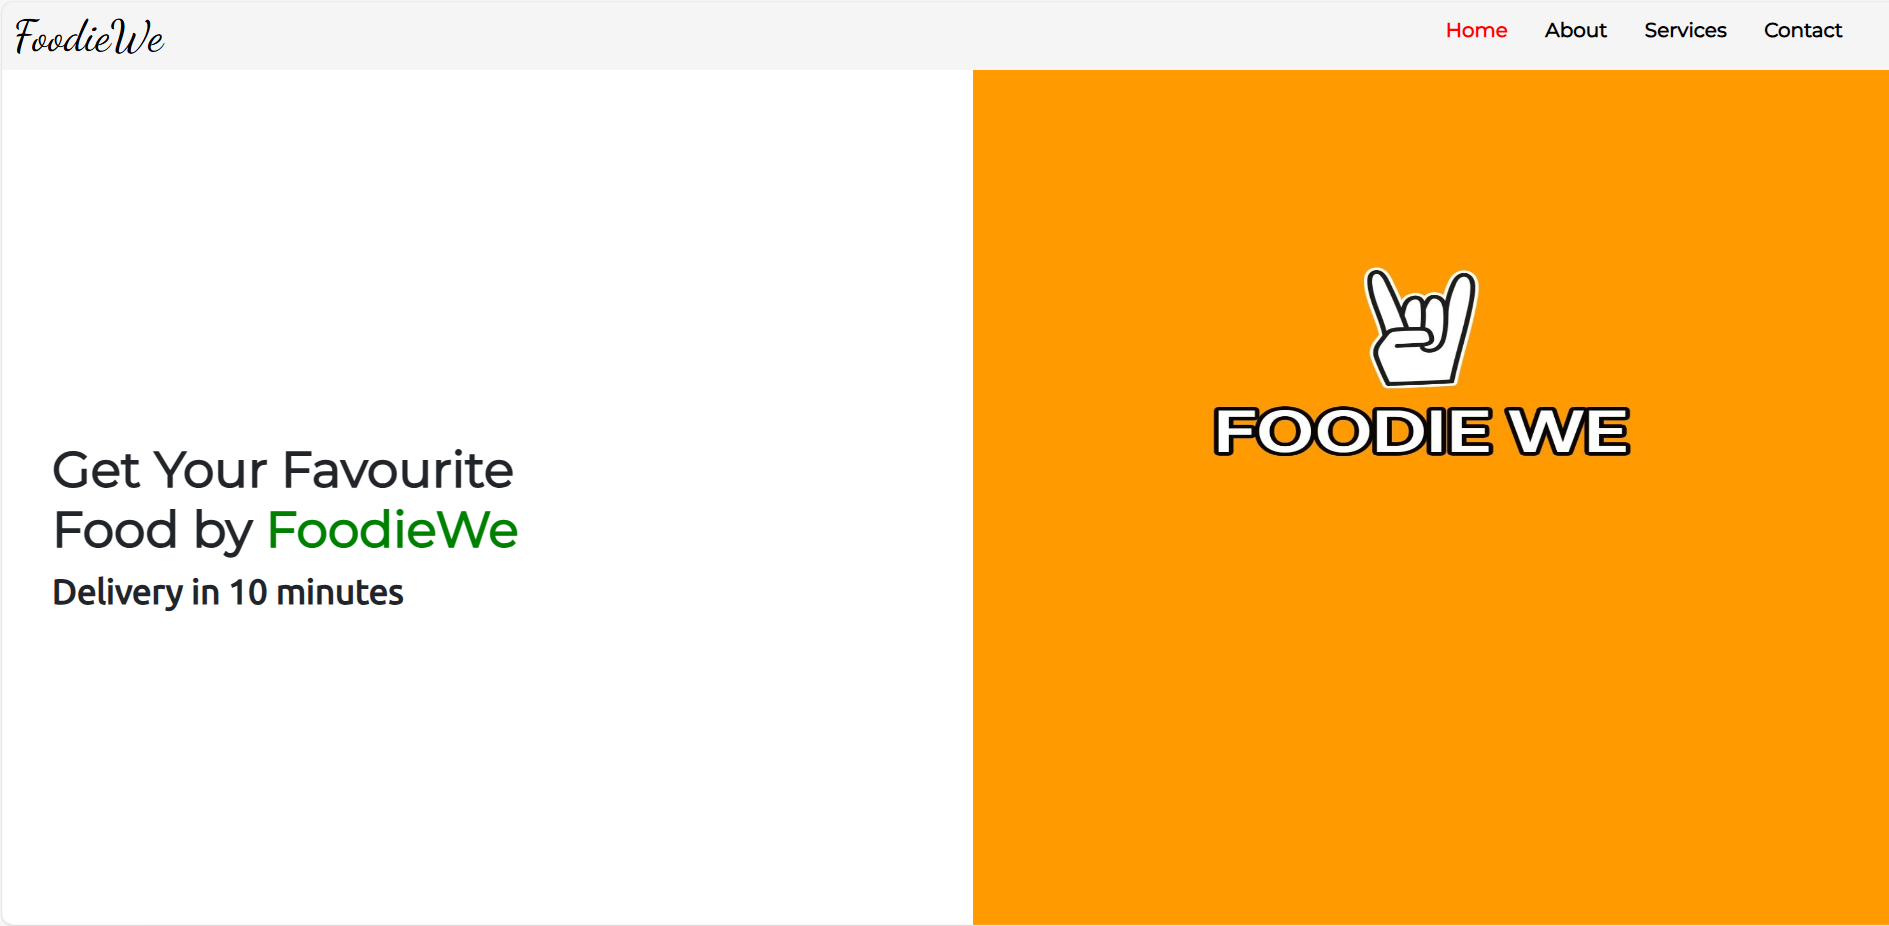 FoodieWe
Home About Services Contact
Get Your Favourite
Food by FoodieWe
Delivery in 10 minutes
FOODIE WE